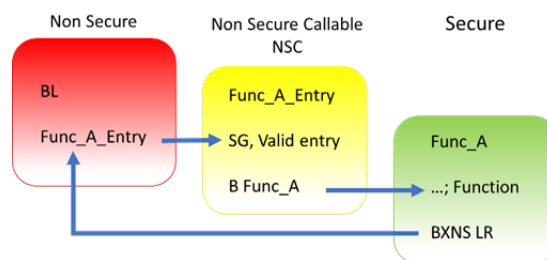 Non Secure
BL
Func_A_Entry
Non Secure Callable
NSC
Func_A_Entry
SG, Valid entry
B Func_A
Secure
Func_A
...; Function
BXNS LR